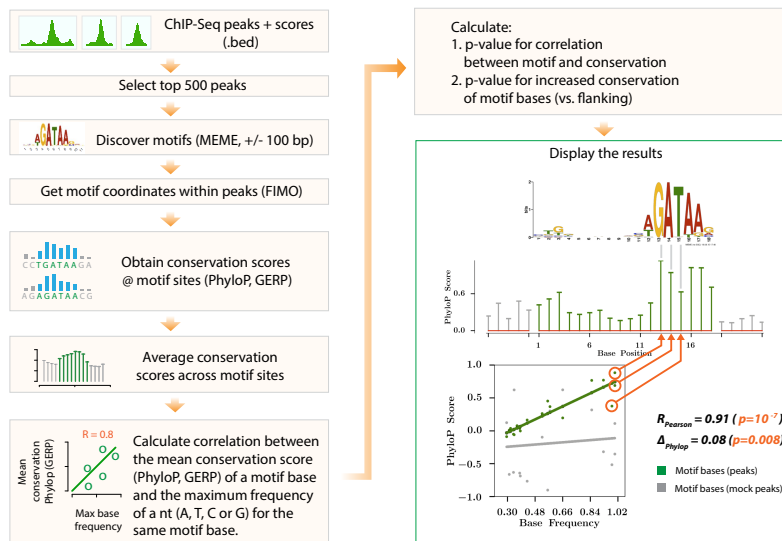 ChIP-Seq peaks + scores
(.bed)
Select top 500 peaks
Discover motifs (MEME, +/- 100 bp)
Get motif coordinates within peaks (FIMO)
CCTGATAAGA
AGAGATAACG
Obtain conservation scores
@ motif sites (PhyloP, GERP)
Average conservation
scores across motif sites
R = 0.8
Mean
conservation
Phylop (GERP)
Max base
frequency
Calculate correlation between
the mean conservation score
(PhyloP, GERP) of a motif base
and the maximum frequency
of a nt (A, T, C or G) for the
same motif base.
Calculate:
1. p-value for correlation
between motif and conservation
2. p-value for increased conservation
of motif bases (vs. flanking)
Display the results
GATAA
PhyloP Score
0.6
0.0
1 6 11 16
Base Position
PhyloP Score
1.0
0.5
0.0
−0.5
−1.0
0.30 0.48 0.66 0.84 1.02
Base Frequency
RPearson = 0.91 (p=10-7)
ΔPhylop = 0.08 (p=0.008)
Motif bases (peaks)
Motif bases (mock peaks)